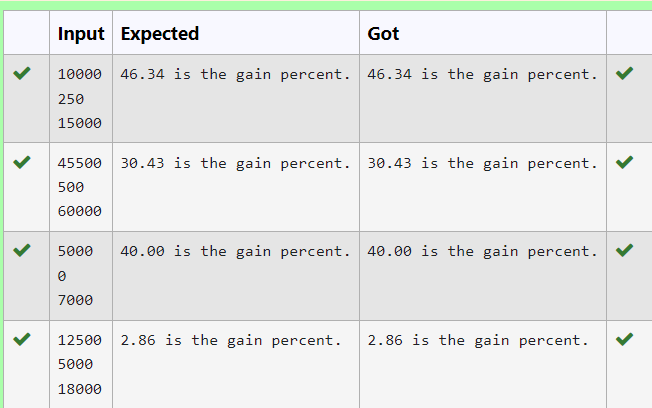 Input Expected Got
10000 46.34 is the gain percent. 46.34 is the gain percent.
250
15000
45500 30.43 is the gain percent. 30.43 is the gain percent.
500
60000
5000 40.00 is the gain percent. 40.00 is the gain percent.
0
7000
12500 2.86 is the gain percent. 2.86 is the gain percent.
5000
18000